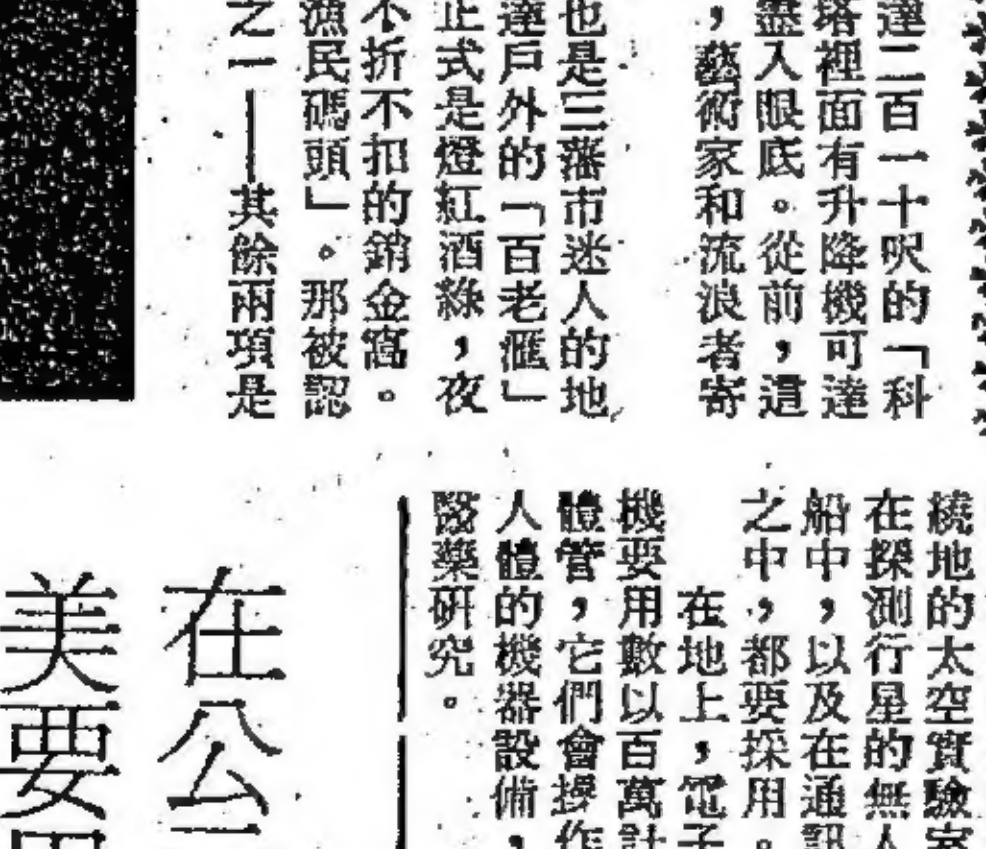 達二百一十呎的「科
塔裡面有升降機可達
盡入眼底。從前，這
，藝術家和流浪者寄
也是三藩市迷人的地
達戶外的「百老滙」
正式是燈紅酒綠，夜
不折不扣的銷金窩。
漁民碼頭」。那被認
之一——其餘兩項是
繞地的太空實驗室
在探測行星的無人
船中，以及在通訊
之中，都要採用。
在地上，電子
機要用數以百萬計
體管，它們會操作
人體的機器設備，
醫藥研究。
在公
美要